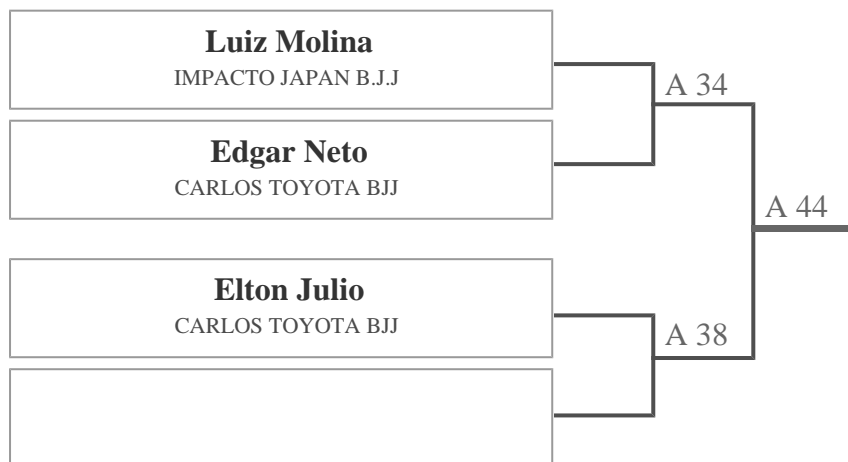 Luiz Molina
IMPACTO JAPAN B.J.J
A 34
Edgar Neto
CARLOS TOYOTA BJJ
A 44
Elton Julio
CARLOS TOYOTA BJJ
A 38